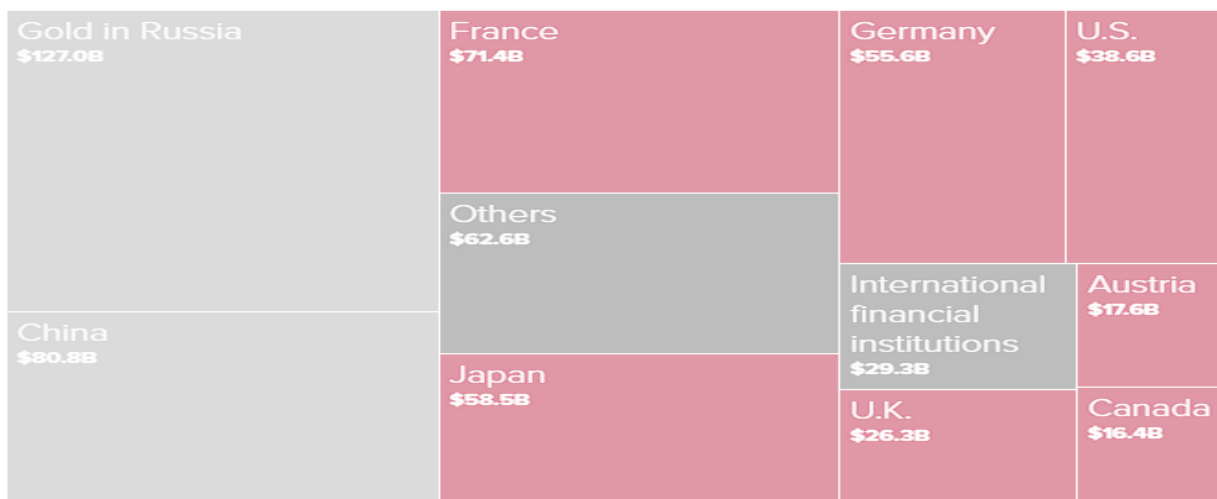 Gold in Russia
$127.0B
France
$71.4B
Germany
$55.6B
U.S.
$38.6B
Others
$62.6B
International
financial
institutions
$29.3B
Austria
$17.6B
China
$80.8B
Japan
$58.5B
U.K.
$26.3B
Canada
$16.4B